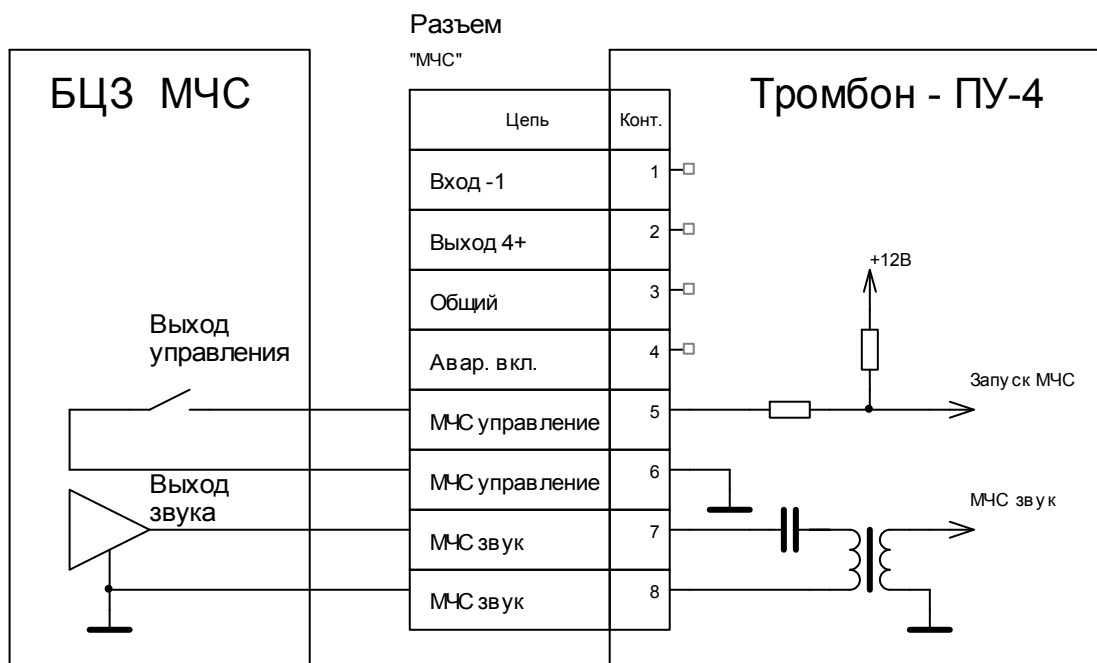 Разъем
"МЧС"
БЦЗ МЧС
Тромбон - ПУ-4
Цепь Конт.
Вход -1 1
Выход 4+ 2
+12В
Общий 3
Выход
управления
Авар. вкл. 4
Запуск МЧС
МЧС управление 5
МЧС управление 6
Выход
звука
МЧС звук
МЧС звук 7
МЧС звук 8